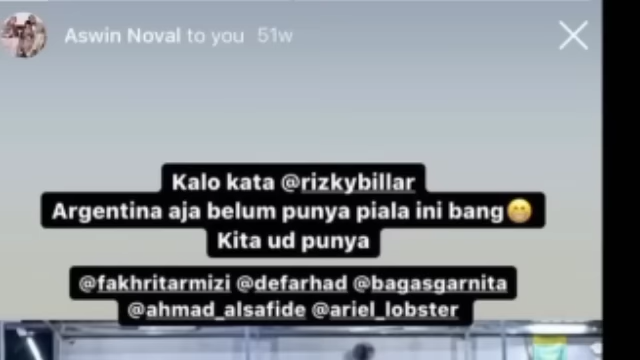 Aswin Noval to you 51w
Kalo kata @rizkybillar
Argentina aja belum punya piala ini bang😁
Kita ud punya
@fakhritarmizi @defarhad @bagasgarnita
@ahmad_alsafide @ariel_lobster